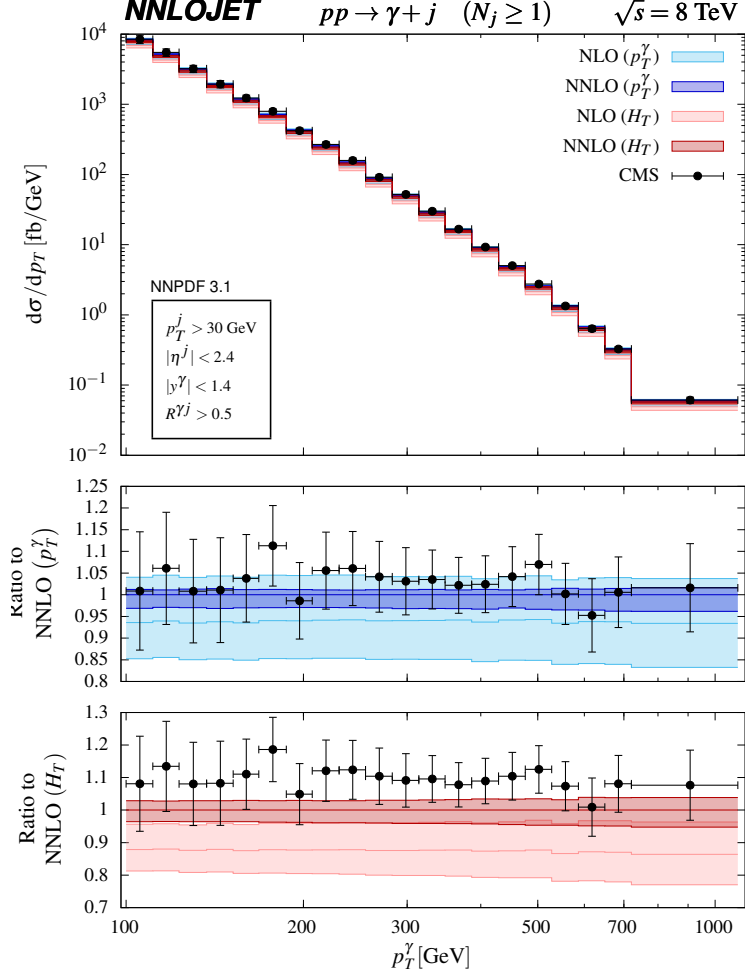 NNLOJET pp → γ + j (N_j ≥ 1) √s = 8 TeV
NLO (p_T^γ)
NNLO (p_T^γ)
NLO (H_T)
NNLO (H_T)
CMS
dσ/dp_T [fb/GeV]
10^4
10^3
10^2
10^1
10^0
10^−1
10^−2
NNPDF 3.1
p_T^j > 30 GeV
|η^j| < 2.4
|y^γ| < 1.4
R^γj > 0.5
Ratio to
NNLO (p_T^γ)
1.25
1.2
1.15
1.1
1.05
1
0.95
0.9
0.85
0.8
Ratio to
NNLO (H_T)
1.3
1.2
1.1
1
0.9
0.8
0.7
100 200 300 500 700 1000
p_T^γ [GeV]